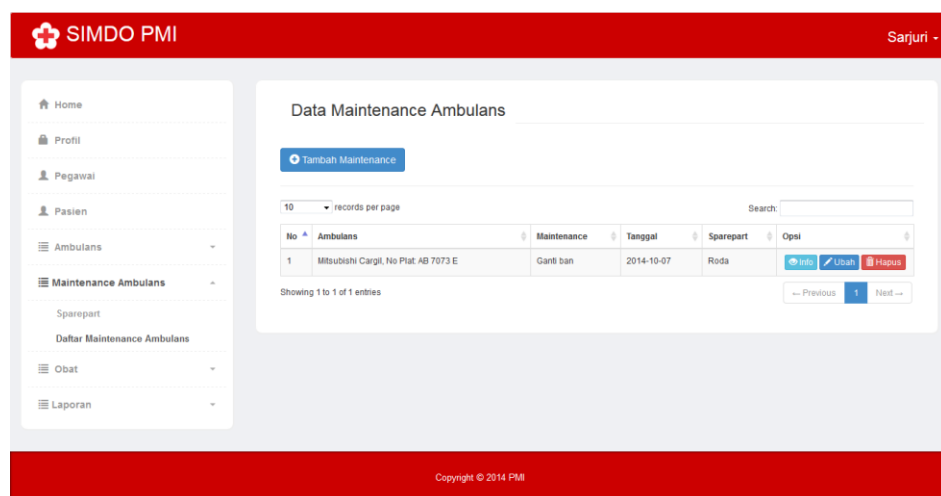 SIMDO PMI
Sarjuri
Home
Profil
Pegawai
Pasien
Ambulans
Maintenance Ambulans
Sparepart
Daftar Maintenance Ambulans
Obat
Laporan
Data Maintenance Ambulans
Tambah Maintenance
10 records per page Search:
No Ambulans Maintenance Tanggal Sparepart Opsi
1 Mitsubishi Cargil, No Plat: AB 7073 E Ganti ban 2014-10-07 Roda Info Ubah Hapus
Showing 1 to 1 of 1 entries ← Previous 1 Next →
Copyright © 2014 PMI